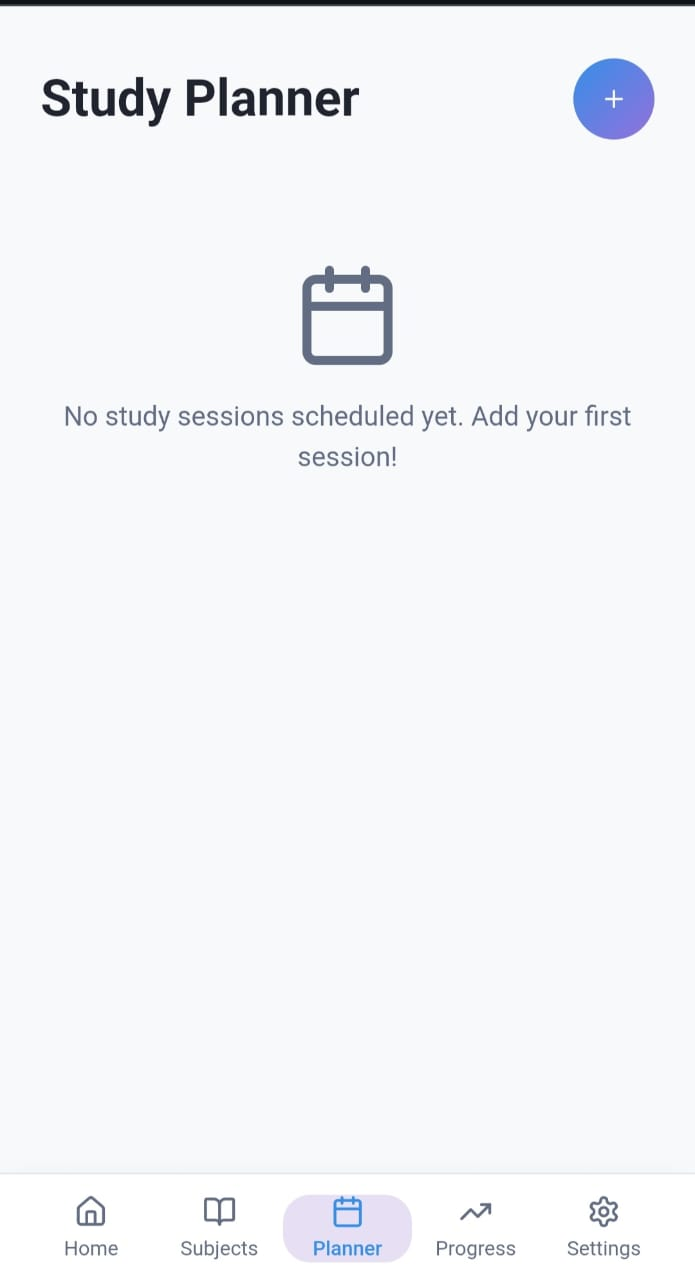 Study Planner
No study sessions scheduled yet. Add your first
session!
Home Subjects Planner Progress Settings